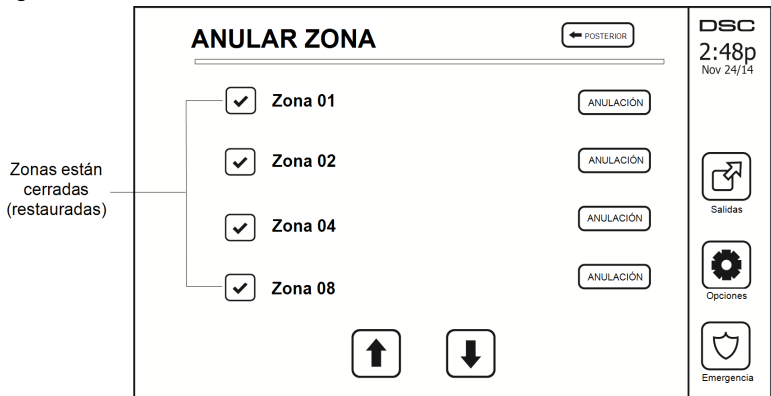 ANULAR ZONA
POSTERIOR
DSC
2:48p
Nov 24/14
Zona 01
ANULACIÓN
Zona 02
ANULACIÓN
Zonas están
cerradas
(restauradas)
Zona 04
ANULACIÓN
Zona 08
ANULACIÓN
Salidas
Opciones
Emergencia